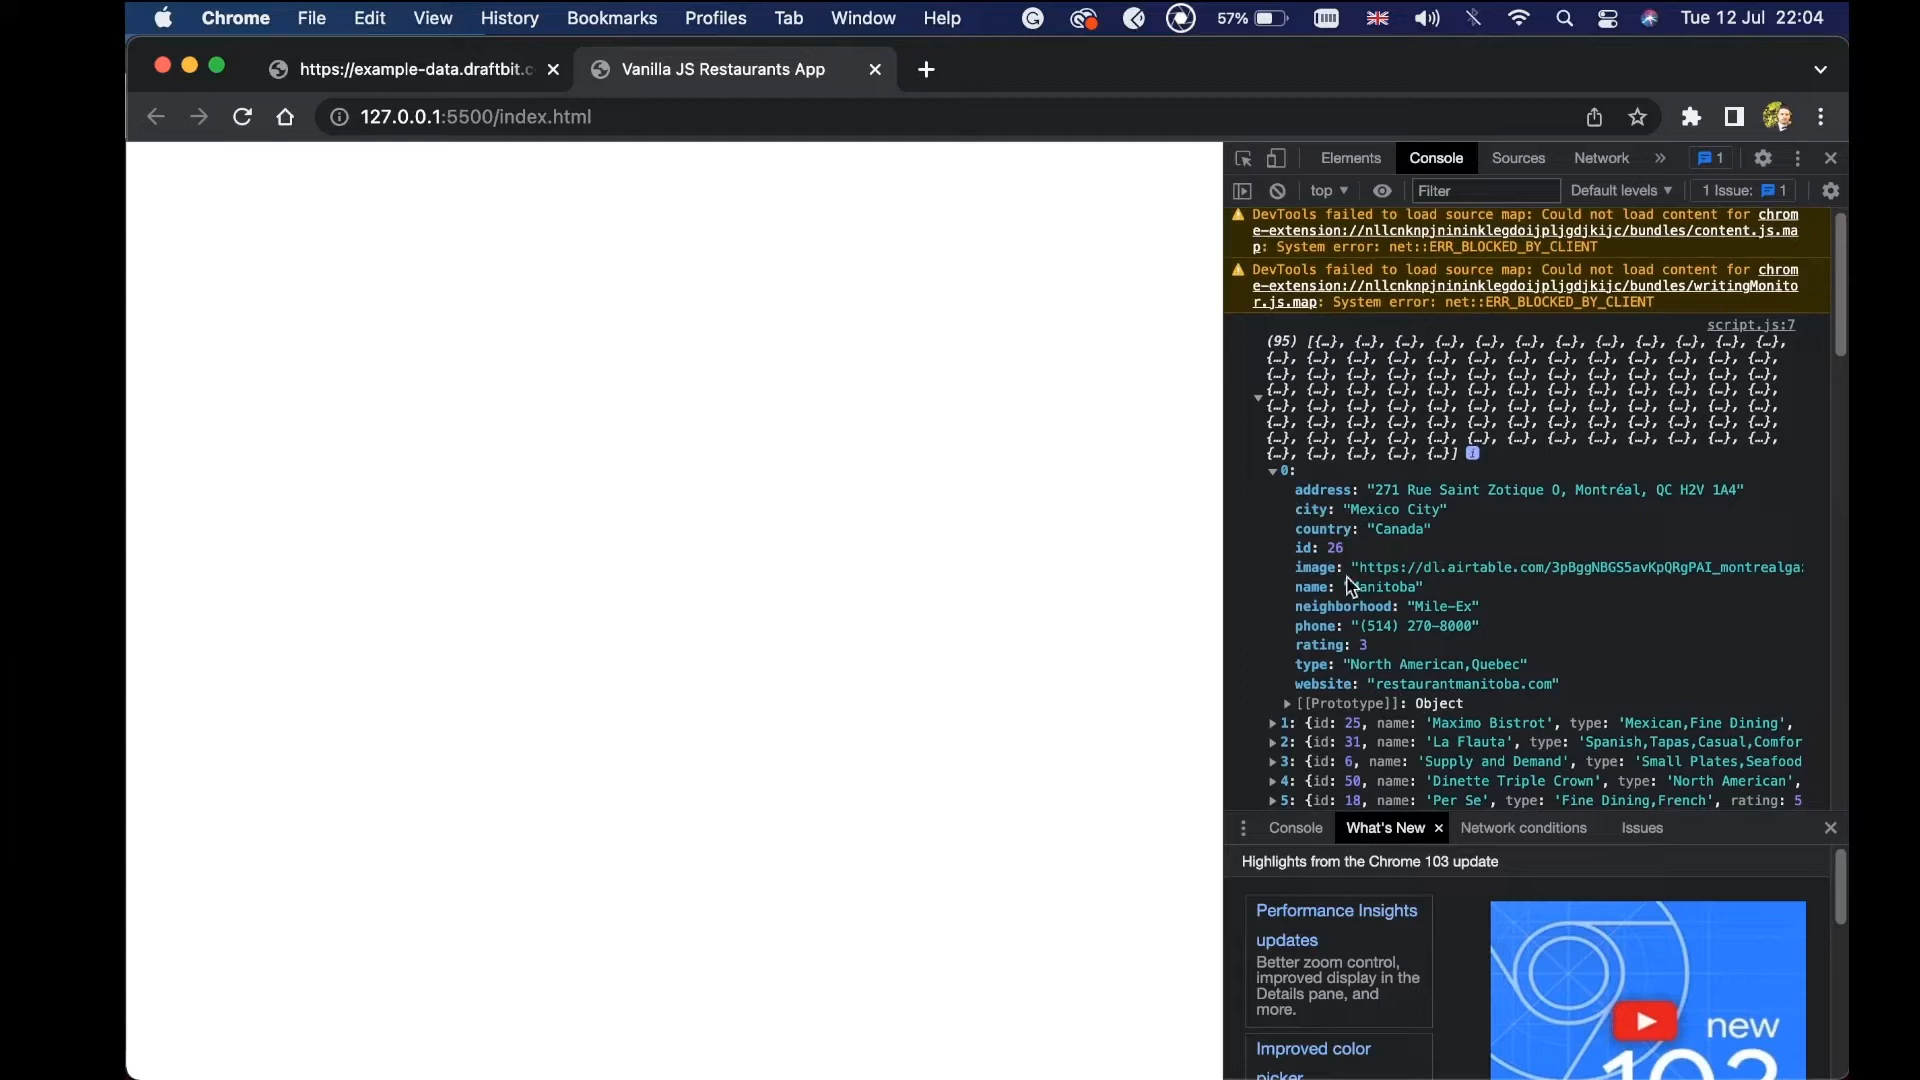 Chrome File Edit View History Bookmarks Profiles Tab Window Help 57% Tue 12 Jul 22:04
https://example-data.draftbit.c Vanilla JS Restaurants App
127.0.0.1:5500/index.html
Elements Console Sources Network » 1
top Filter Default levels 1 Issue: 1
DevTools failed to load source map: Could not load content for chrom
e-extension://nllcnknpjnininklegdoijpljgdjkijc/bundles/content.js.ma
p: System error: net::ERR_BLOCKED_BY_CLIENT
DevTools failed to load source map: Could not load content for chrom
e-extension://nllcnknpjnininklegdoijpljgdjkijc/bundles/writingMonito
r.js.map: System error: net::ERR_BLOCKED_BY_CLIENT
script.js:7
(95) [{…}, {…}, {…}, {…}, {…}, {…}, {…}, {…}, {…}, {…}, {…}, {…},
{…}, {…}, {…}, {…}, {…}, {…}, {…}, {…}, {…}, {…}, {…}, {…}, {…},
{…}, {…}, {…}, {…}, {…}, {…}, {…}, {…}, {…}, {…}, {…}, {…}, {…},
{…}, {…}, {…}, {…}, {…}, {…}, {…}, {…}, {…}, {…}, {…}, {…}, {…},
{…}, {…}, {…}, {…}, {…}, {…}, {…}, {…}, {…}, {…}, {…}, {…}, {…},
{…}, {…}, {…}, {…}, {…}, {…}, {…}, {…}, {…}, {…}, {…}, {…}, {…},
{…}, {…}, {…}, {…}, {…}, {…}, {…}, {…}, {…}, {…}, {…}, {…}, {…},
{…}, {…}, {…}, {…}, {…}] i
0:
address: "271 Rue Saint Zotique O, Montréal, QC H2V 1A4"
city: "Mexico City"
country: "Canada"
id: 26
image: "https://dl.airtable.com/3pBggNBGS5avKpQRgPAI_montrealga
name: "Manitoba"
neighborhood: "Mile-Ex"
phone: "(514) 270-8000"
rating: 3
type: "North American,Quebec"
website: "restaurantmanitoba.com"
[[Prototype]]: Object
1: {id: 25, name: 'Maximo Bistrot', type: 'Mexican,Fine Dining',
2: {id: 31, name: 'La Flauta', type: 'Spanish,Tapas,Casual,Comfor
3: {id: 6, name: 'Supply and Demand', type: 'Small Plates,Seafood
4: {id: 50, name: 'Dinette Triple Crown', type: 'North American',
5: {id: 18, name: 'Per Se', type: 'Fine Dining,French', rating: 5
Console What's New Network conditions Issues
Highlights from the Chrome 103 update
Performance Insights
updates
Better zoom control,
improved display in the
Details pane, and
more.
Improved color
picker
new
103